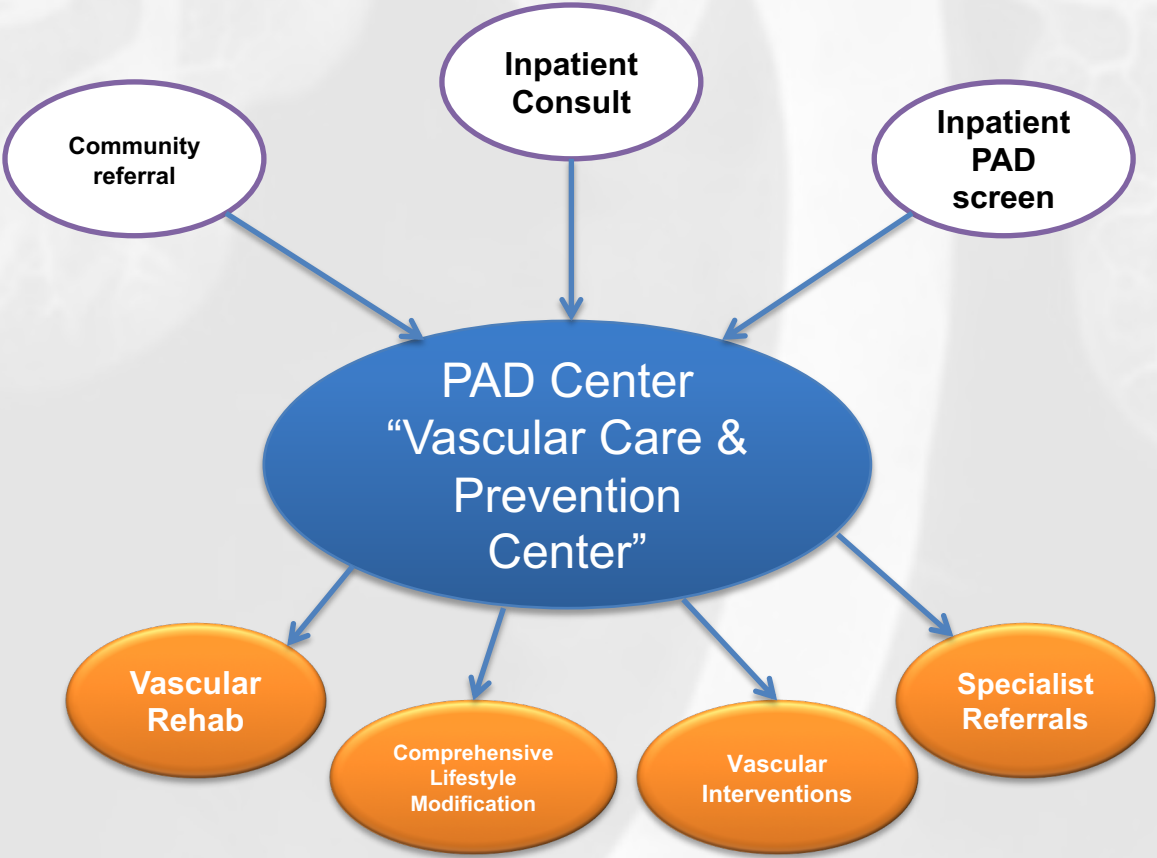 Inpatient
Consult
Community
referral
Inpatient
PAD
screen
PAD Center
“Vascular Care &
Prevention
Center”
Vascular
Rehab
Comprehensive
Lifestyle
Modification
Vascular
Interventions
Specialist
Referrals